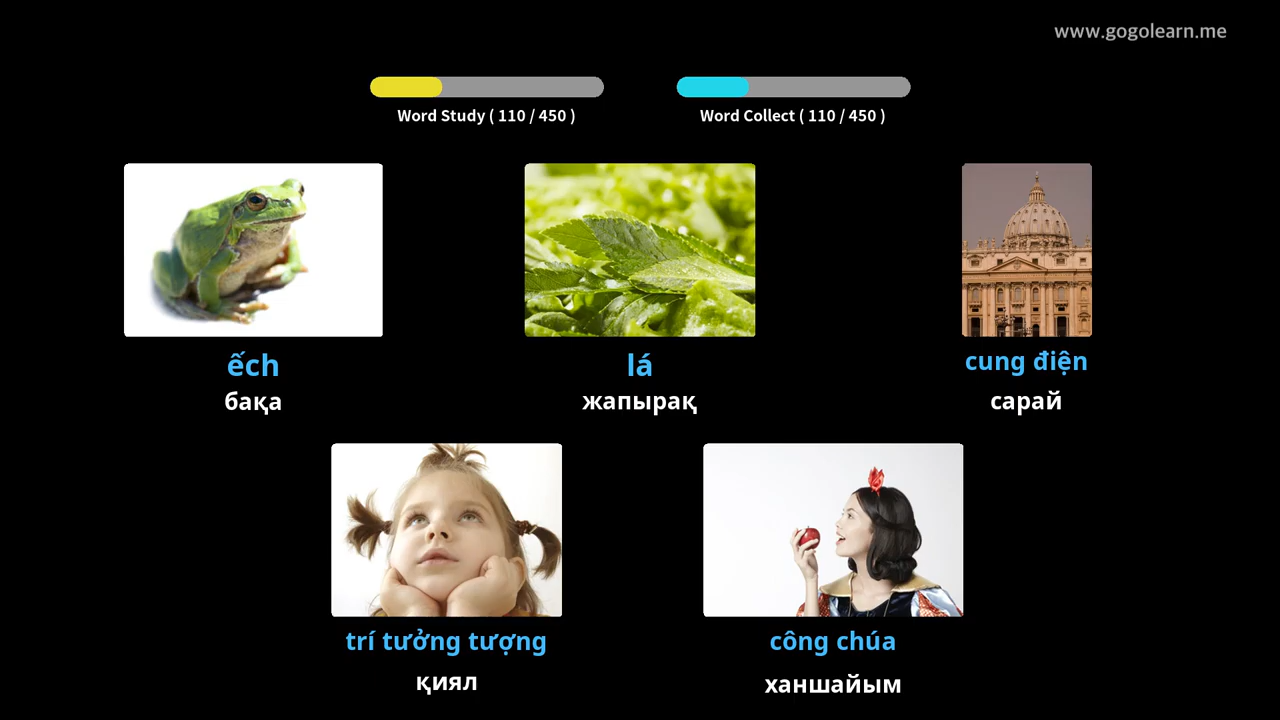 www.gogolearn.me
Word Study ( 110 / 450 )
Word Collect ( 110 / 450 )
ếch
бақа
lá
жапырақ
cung điện
сарай
trí tưởng tượng
қиял
công chúa
ханшайым